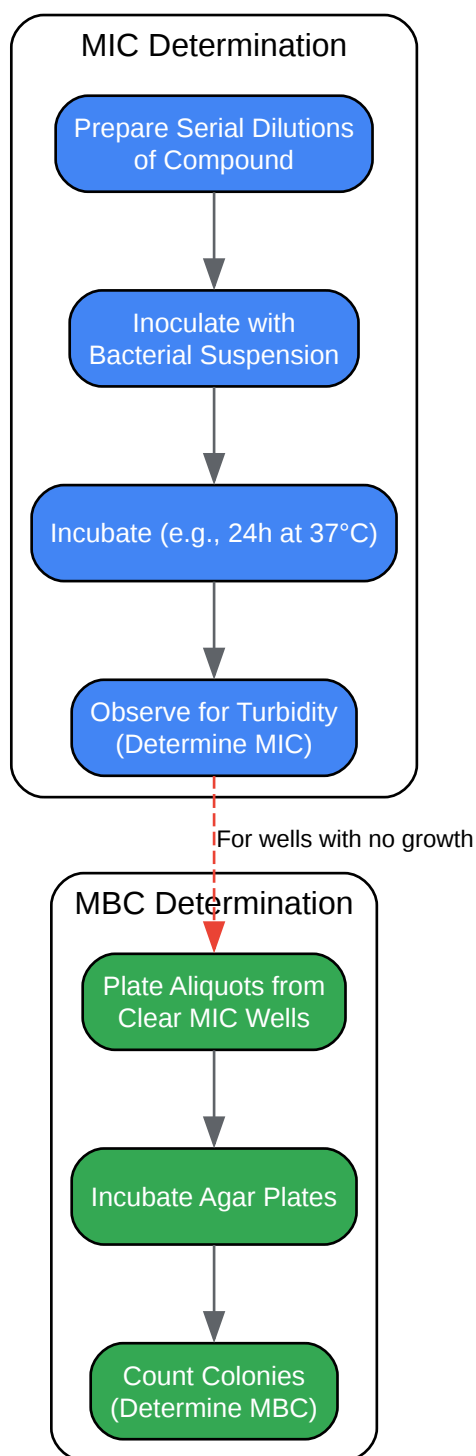 MIC Determination
Prepare Serial Dilutions
of Compound
Inoculate with
Bacterial Suspension
Incubate (e.g., 24h at 37°C)
Observe for Turbidity
(Determine MIC)
For wells with no growth
MBC Determination
Plate Aliquots from
Clear MIC Wells
Incubate Agar Plates
Count Colonies
(Determine MBC)